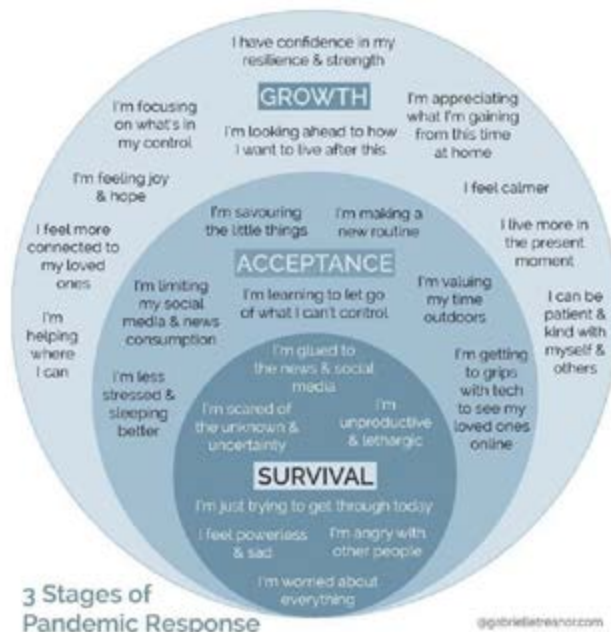 I have confidence in my
resilience & strength
GROWTH
I'm focusing
on what's in
my control
I'm looking ahead to how
I want to live after this
I'm appreciating
what I'm gaining
from this time
at home
I'm feeling joy
& hope
I feel calmer
I feel more
connected to
my loved
ones
I live more in
the present
moment
I'm
helping
where
I can
I can be
patient &
kind with
myself &
others
I'm savouring
the little things
I'm making a
new routine
ACCEPTANCE
I'm limiting
my social
media & news
consumption
I'm learning to let go
of what I can't control
I'm valuing
my time
outdoors
I'm less
stressed &
sleeping
better
I'm getting
to grips
with tech
to see my
loved ones
online
I'm glued to
the news & social
media
I'm scared of
the unknown &
uncertainty
I'm
unproductive
& lethargic
SURVIVAL
I'm just trying to get through today
I feel powerless
& sad
I'm angry with
other people
I'm worried about
everything
3 Stages of
Pandemic Response
@gabrielletreanor.com